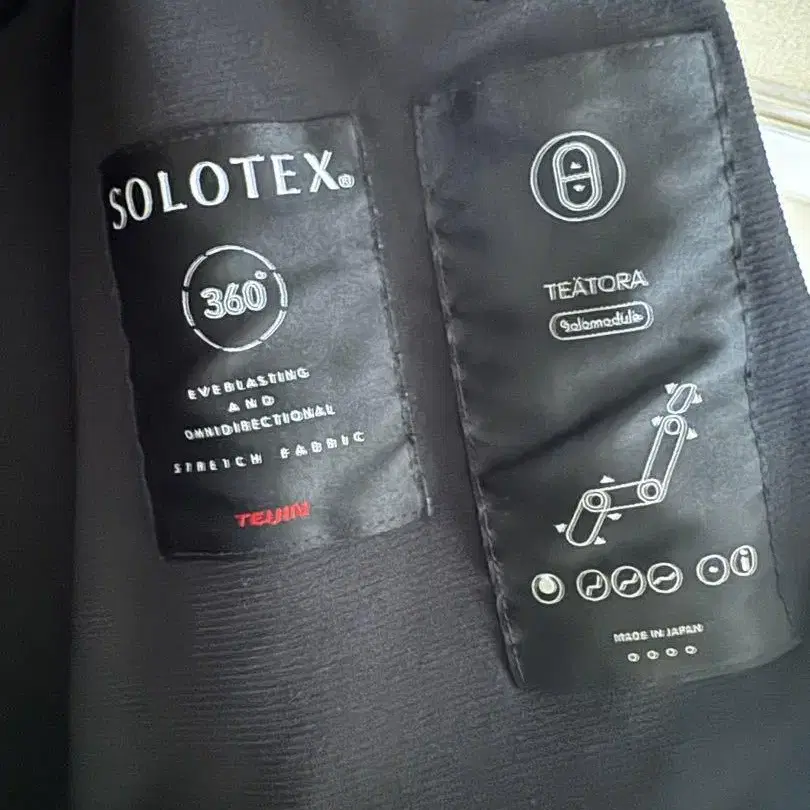 SOLOTEX®
360°
EVERLASTING
AND
OMNIDIRECTIONAL
STRETCH FABRIC
TEIJIN
TEÄTORA
Solomodule
MADE IN JAPAN